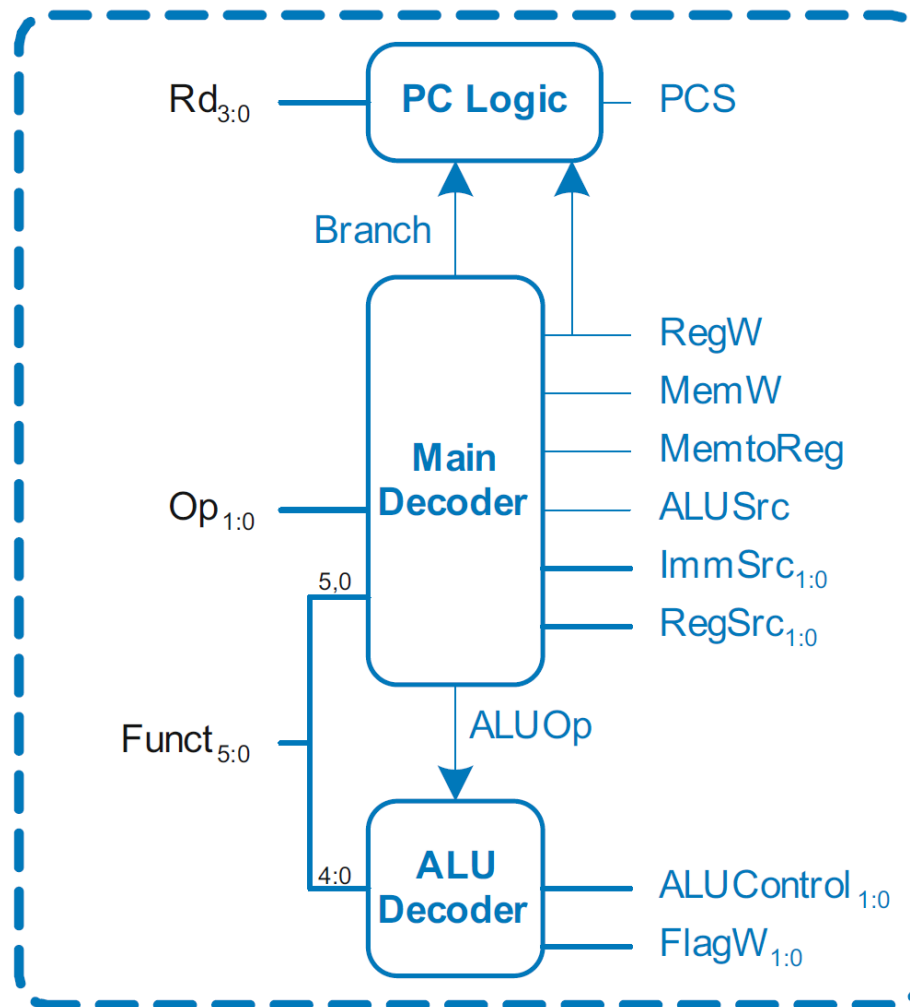 Rd3:0
PC Logic
PCS
Branch
RegW
MemW
MemtoReg
Main
Decoder
Op1:0
ALUSrc
ImmSrc1:0
5,0
RegSrc1:0
ALUOp
Funct5:0
4:0
ALU
Decoder
ALUControl1:0
FlagW1:0